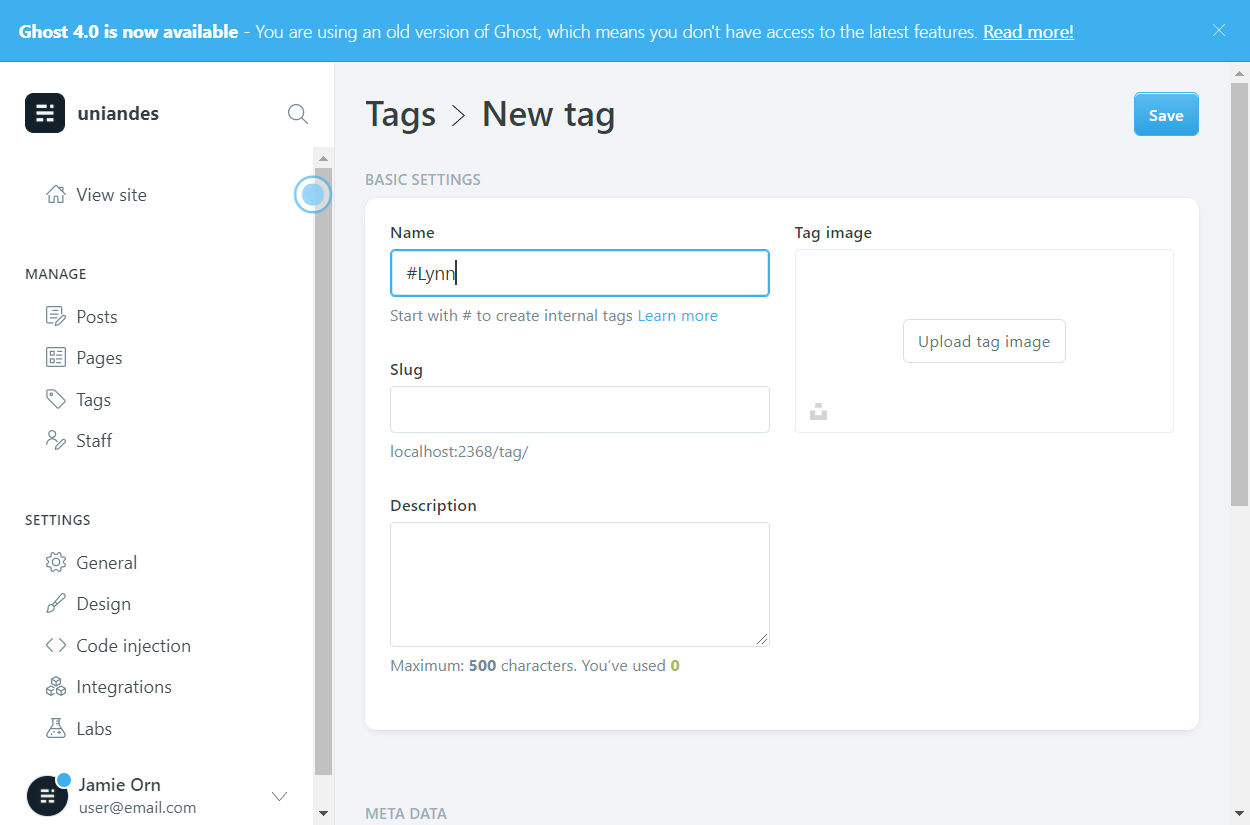 Ghost 4.0 is now available - You are using an old version of Ghost, which means you don't have access to the latest features. Read more!
uniandes
View site
MANAGE
Posts
Pages
Tags
Staff
SETTINGS
General
Design
Code injection
Integrations
Labs
Jamie Orn
user@email.com
Tags > New tag
Save
BASIC SETTINGS
Name
#Lynn
Start with # to create internal tags Learn more
Slug
localhost:2368/tag/
Description
Maximum: 500 characters. You’ve used 0
Tag image
Upload tag image
META DATA